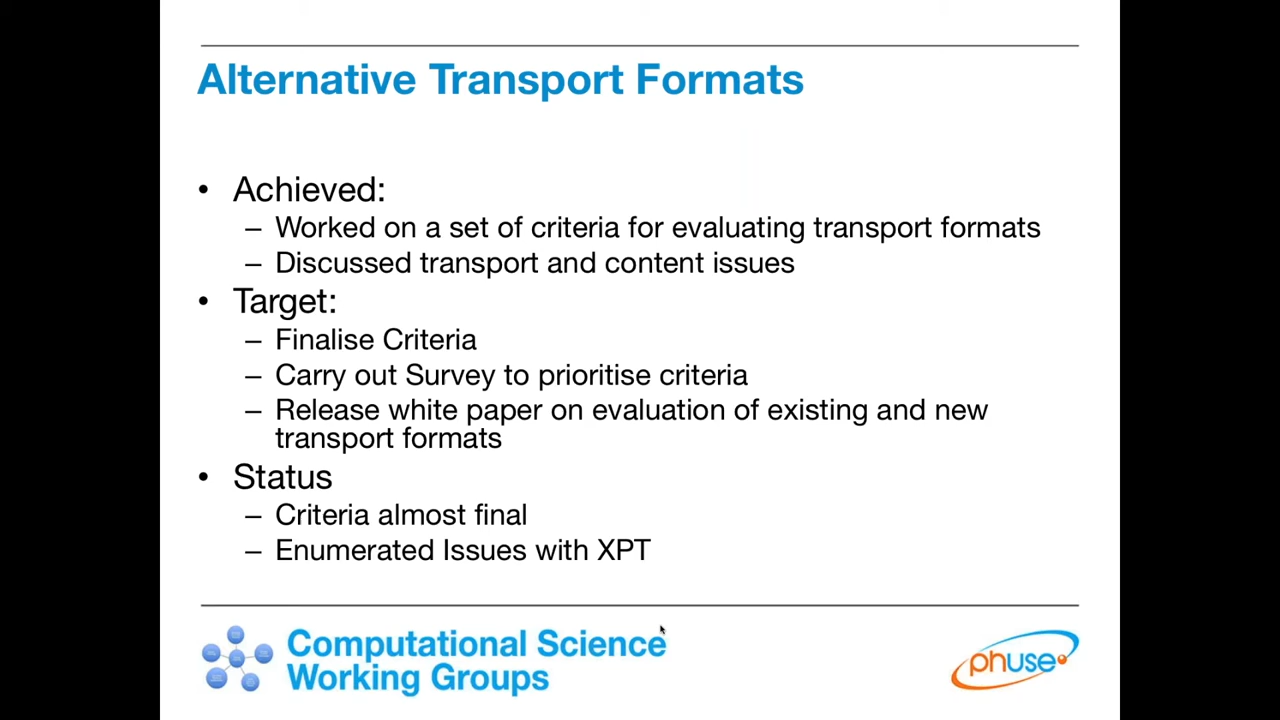 Alternative Transport Formats
• Achieved:
– Worked on a set of criteria for evaluating transport formats
– Discussed transport and content issues
• Target:
– Finalise Criteria
– Carry out Survey to prioritise criteria
– Release white paper on evaluation of existing and new
transport formats
• Status
– Criteria almost final
– Enumerated Issues with XPT
Computational Science
Working Groups
phuse